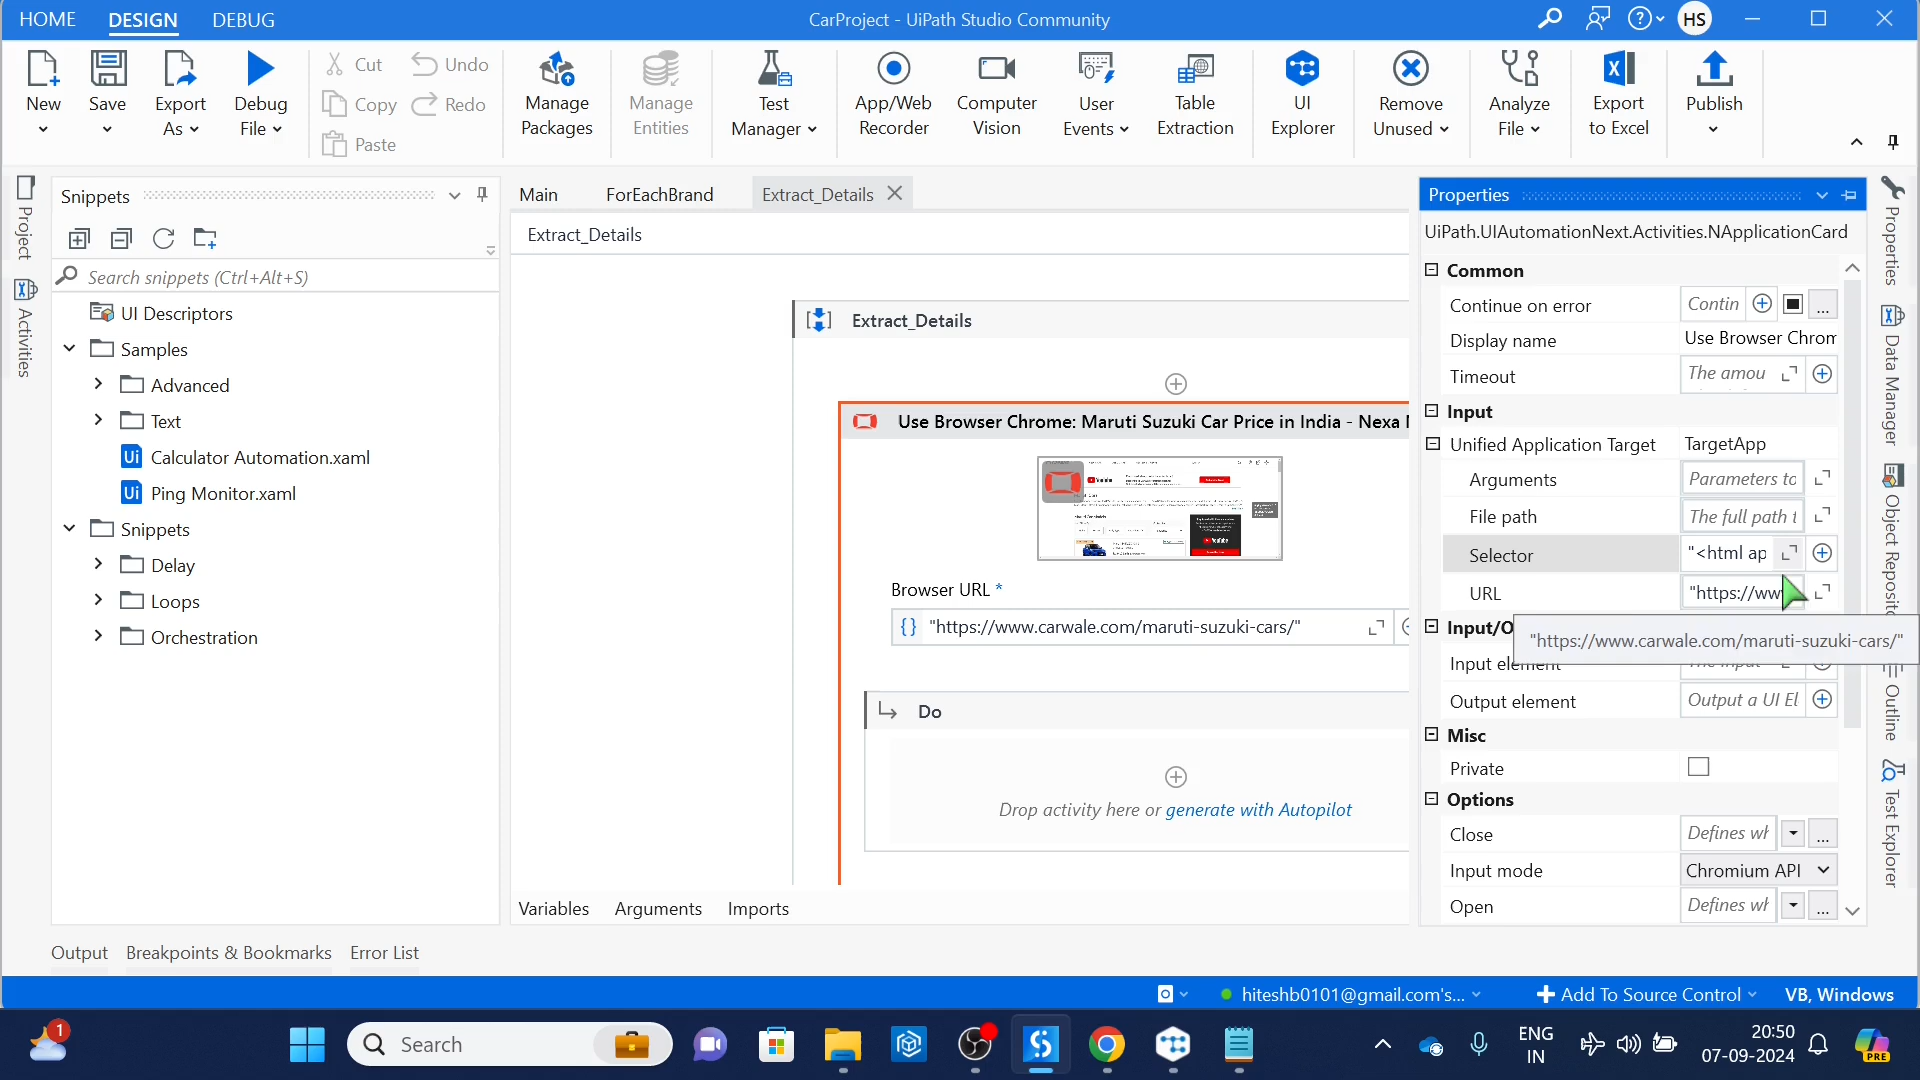 HOME DESIGN DEBUG
CarProject - UiPath Studio Community
HS
New
Save
Export As
Debug File
Cut
Copy
Paste
Undo
Redo
Manage Packages
Manage Entities
Test Manager
App/Web Recorder
Computer Vision
User Events
Table Extraction
UI Explorer
Remove Unused
Analyze File
Export to Excel
Publish
Project
Activities
Snippets
Search snippets (Ctrl+Alt+S)
UI Descriptors
Samples
Advanced
Text
Calculator Automation.xaml
Ping Monitor.xaml
Snippets
Delay
Loops
Orchestration
Main ForEachBrand Extract_Details
Extract_Details
Extract_Details
Use Browser Chrome: Maruti Suzuki Car Price in India - Nexa
Browser URL *
"https://www.carwale.com/maruti-suzuki-cars/"
Do
Drop activity here or generate with Autopilot
Variables Arguments Imports
Properties
UiPath.UIAutomationNext.Activities.NApplicationCard
Common
Continue on error Contin ...
Display name Use Browser Chrom
Timeout The amou
Input
Unified Application Target TargetApp
Arguments Parameters to
File path The full path t
Selector "<html ap
URL "https://ww
"https://www.carwale.com/maruti-suzuki-cars/"
Input/O
Input element
Output element Output a UI El
Misc
Private
Options
Close Defines wh ...
Input mode Chromium API
Open Defines wh ...
Properties
Data Manager
Object Reposito
Outline
Test Explorer
Output Breakpoints & Bookmarks Error List
hiteshb0101@gmail.com's...
Add To Source Control
VB, Windows
1
Search
ENG
IN
20:50
07-09-2024
PRE